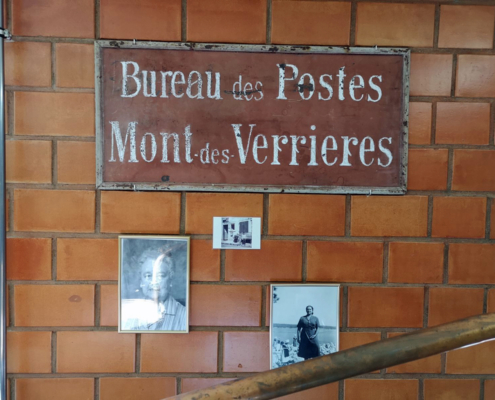 Bureau des Postes
Mont-des-Verrieres